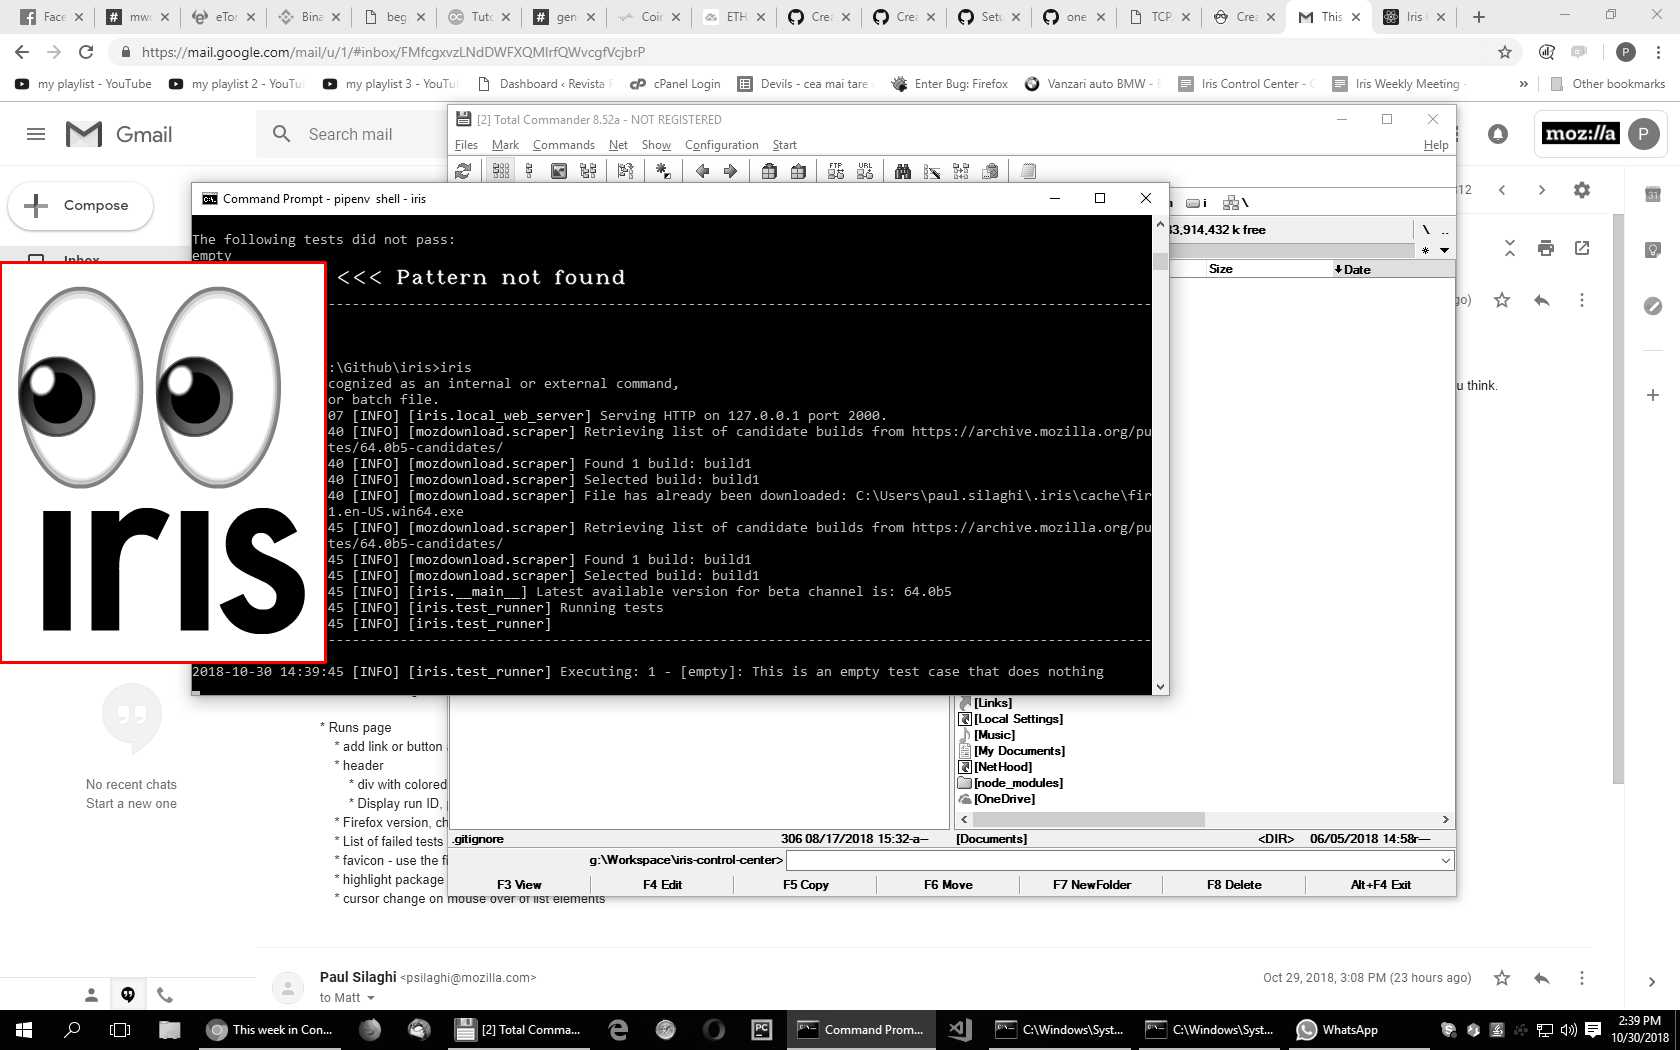 Face
mwc
eTor
Bina
beg
Tuto
gen
Coin
ETH
Crea
Crea
Setu
one
TCP
Crea
This
Iris
https://mail.google.com/mail/u/1/#inbox/FMfcgxvzLNdDWFXQMlrfQWvcgfVcjbrP
P
my playlist - YouTube
my playlist 2 - YouTu
my playlist 3 - YouTu
Dashboard ‹ Revista
cPanel Login
Devils - cea mai tare
Enter Bug: Firefox
Vanzari auto BMW -
Iris Control Center -
Iris Weekly Meeting -
»
Other bookmarks
Gmail
Search mail
moz://a
P
Compose
Inbox
[2] Total Commander 8.52a - NOT REGISTERED
Files Mark Commands Net Show Configuration Start Help
FTP
URL
Command Prompt - pipenv shell - iris
i
\
12
31
3,914,432 k free
\ ..
* 
Size
Date
go)
u think.
The following tests did not pass:
empty
<<< Pattern not found
:\Github\iris>iris
cognized as an internal or external command,
or batch file.
07 [INFO] [iris.local_web_server] Serving HTTP on 127.0.0.1 port 2000.
40 [INFO] [mozdownload.scraper] Retrieving list of candidate builds from https://archive.mozilla.org/pu
tes/64.0b5-candidates/
40 [INFO] [mozdownload.scraper] Found 1 build: build1
40 [INFO] [mozdownload.scraper] Selected build: build1
40 [INFO] [mozdownload.scraper] File has already been downloaded: C:\Users\paul.silaghi\.iris\cache\fir
1.en-US.win64.exe
45 [INFO] [mozdownload.scraper] Retrieving list of candidate builds from https://archive.mozilla.org/pu
tes/64.0b5-candidates/
45 [INFO] [mozdownload.scraper] Found 1 build: build1
45 [INFO] [mozdownload.scraper] Selected build: build1
45 [INFO] [iris.__main__] Latest available version for beta channel is: 64.0b5
45 [INFO] [iris.test_runner] Running tests
45 [INFO] [iris.test_runner]
2018-10-30 14:39:45 [INFO] [iris.test_runner] Executing: 1 - [empty]: This is an empty test case that does nothing
iris
No recent chats
Start a new one
* Runs page
* add link or button
* header
* div with colored
* Display run ID,
* Firefox version, ch
* List of failed tests
* favicon - use the fi
* highlight package
* cursor change on mouse over of list elements
[Links]
[Local Settings]
[Music]
[My Documents]
[NetHood]
[node_modules]
[OneDrive]
.gitignore
306 08/17/2018 15:32-a--
[Documents]
<DIR>
06/05/2018 14:58r---
g:\Workspace\iris-control-center>
F3 View
F4 Edit
F5 Copy
F6 Move
F7 NewFolder
F8 Delete
Alt+F4 Exit
Paul Silaghi <psilaghi@mozilla.com>
to Matt
Oct 29, 2018, 3:08 PM (23 hours ago)
This week in Con...
[2] Total Comma...
PC
Command Prom...
C:\Windows\Syst...
C:\Windows\Syst...
WhatsApp
2:39 PM
10/30/2018